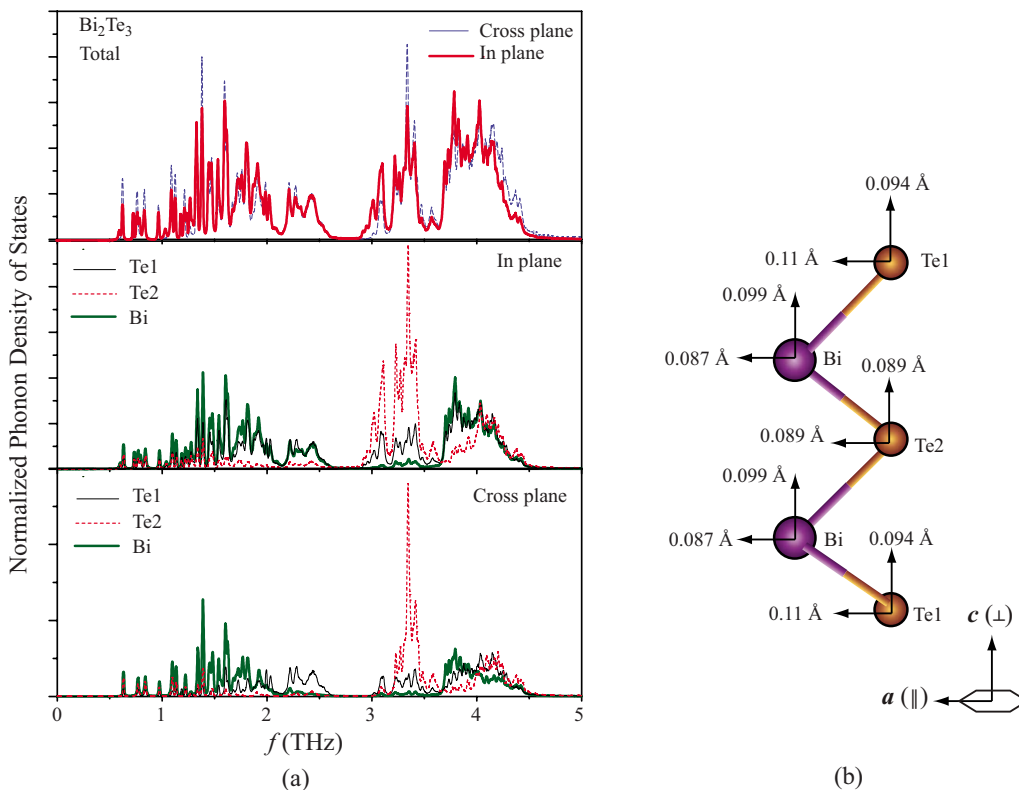 Bi2Te3
Total
Cross plane
In plane
Te1
Te2
Bi
In plane
Te1
Te2
Bi
Cross plane
Normalized Phonon Density of States
0 1 2 3 4 5
f (THz)
(a)
0.094 Å
0.11 Å
Te1
0.099 Å
0.087 Å
Bi
0.089 Å
0.089 Å
Te2
0.099 Å
0.087 Å
Bi
0.094 Å
0.11 Å
Te1
c (⊥)
a (∥)
(b)